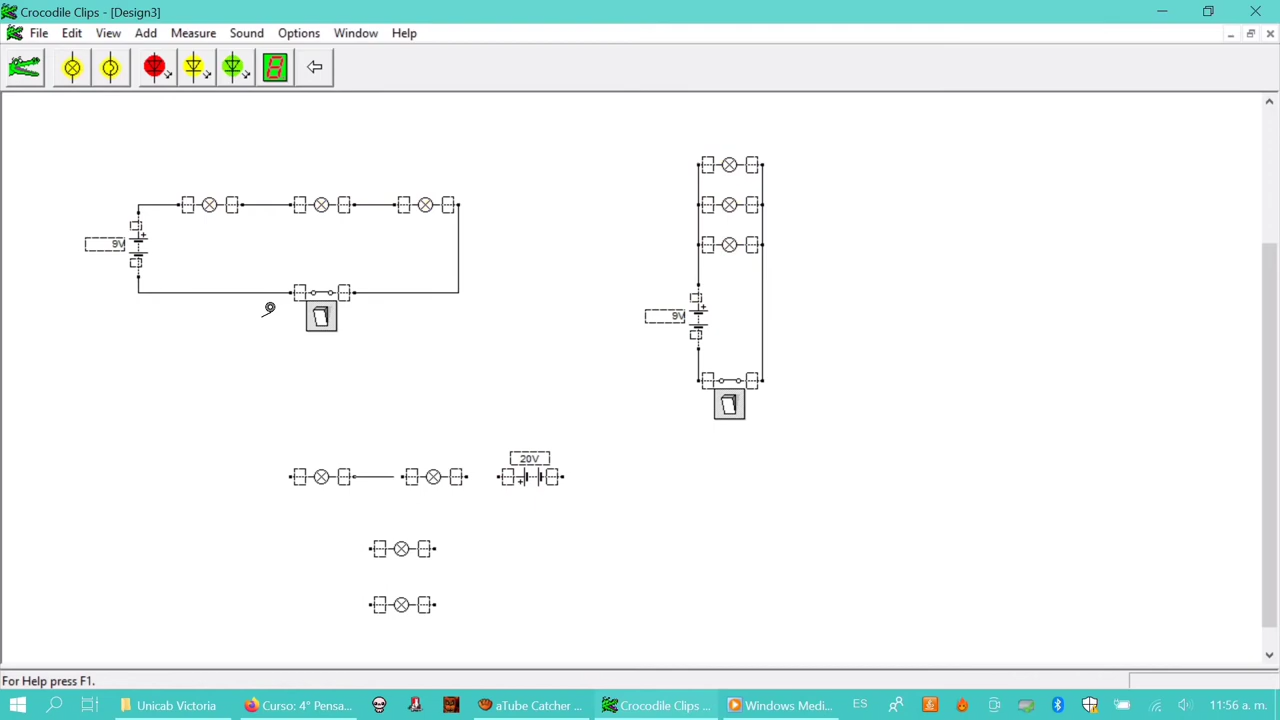 Crocodile Clips - [Design3]
File Edit View Add Measure Sound Options Window Help
9V
9V
20V
For Help press F1.
Unicab Victoria
Curso: 4° Pensa...
aTube Catcher ...
Crocodile Clips ...
Windows Medi...
ES
11:56 a. m.